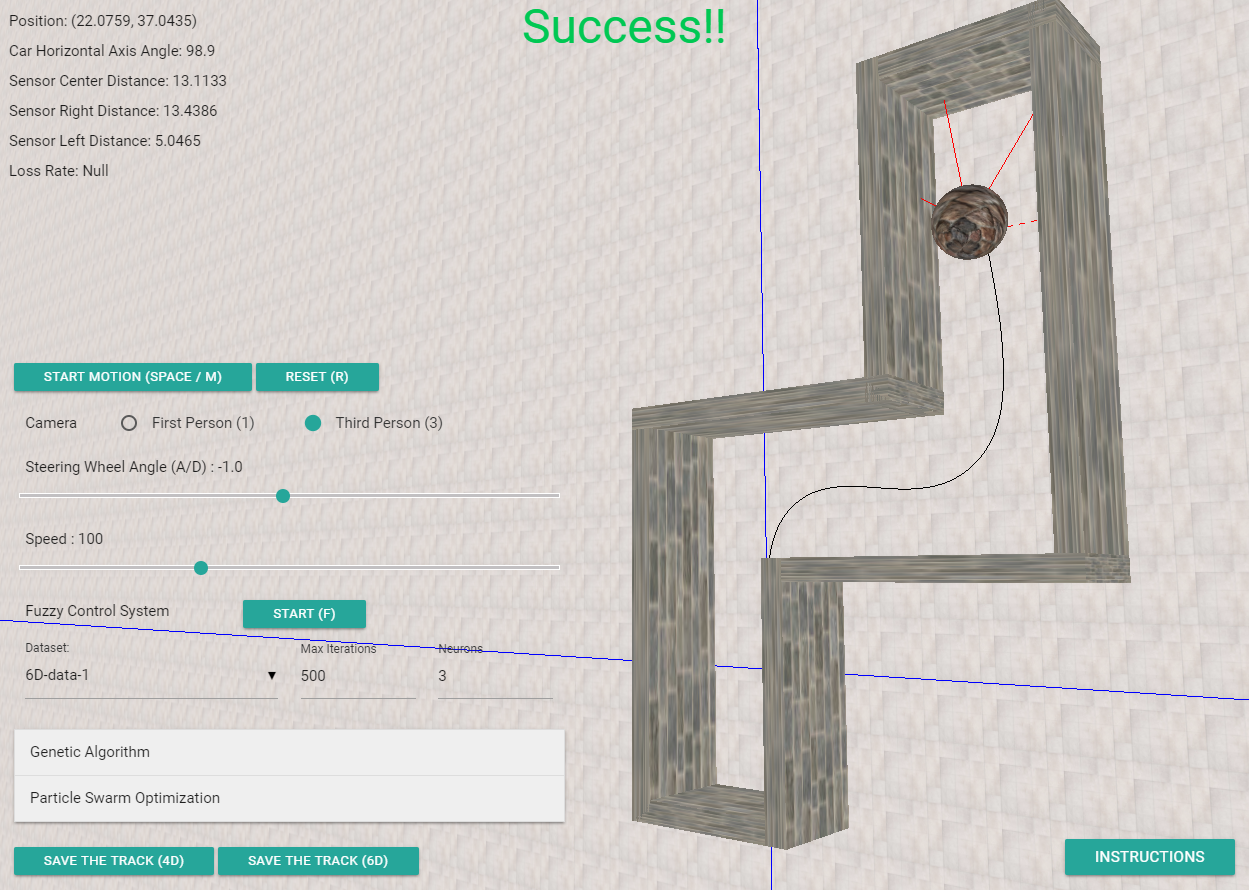 Success!!
Position: (22.0759, 37.0435)
Car Horizontal Axis Angle: 98.9
Sensor Center Distance: 13.1133
Sensor Right Distance: 13.4386
Sensor Left Distance: 5.0465
Loss Rate: Null
START MOTION (SPACE / M) RESET (R)
Camera First Person (1) Third Person (3)
Steering Wheel Angle (A/D) : -1.0
Speed : 100
Fuzzy Control System START (F)
Dataset: Max Iterations Neurons
6D-data-1 500 3
Genetic Algorithm
Particle Swarm Optimization
SAVE THE TRACK (4D) SAVE THE TRACK (6D)
INSTRUCTIONS